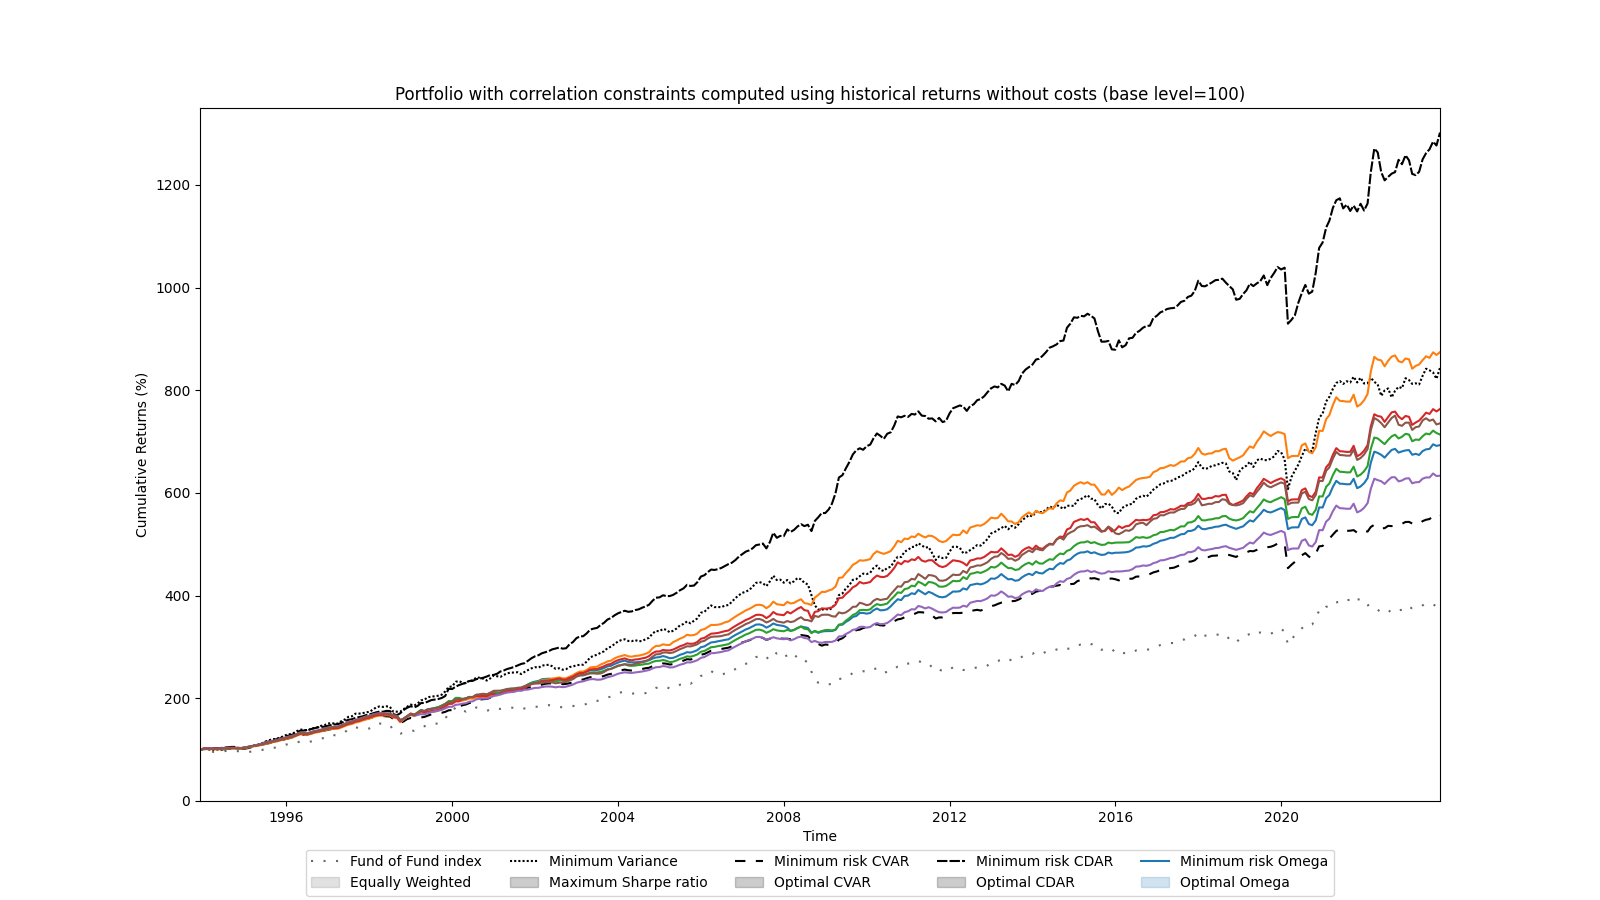 Portfolio with correlation constraints computed using historical returns without costs (base level=100)
Cumulative Returns (%)
1200
1000
800
600
400
200
0
1996 2000 2004 2008 2012 2016 2020
Time
Fund of Fund index Minimum Variance Minimum risk CVAR Minimum risk CDAR Minimum risk Omega
Equally Weighted Maximum Sharpe ratio Optimal CVAR Optimal CDAR Optimal Omega